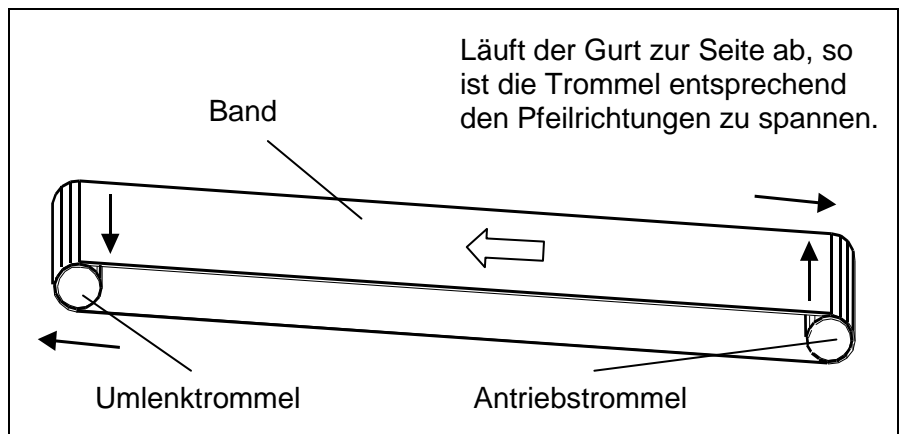 Läuft der Gurt zur Seite ab, so
ist die Trommel entsprechend
den Pfeilrichtungen zu spannen.
Band
Umlenktrommel
Antriebstrommel